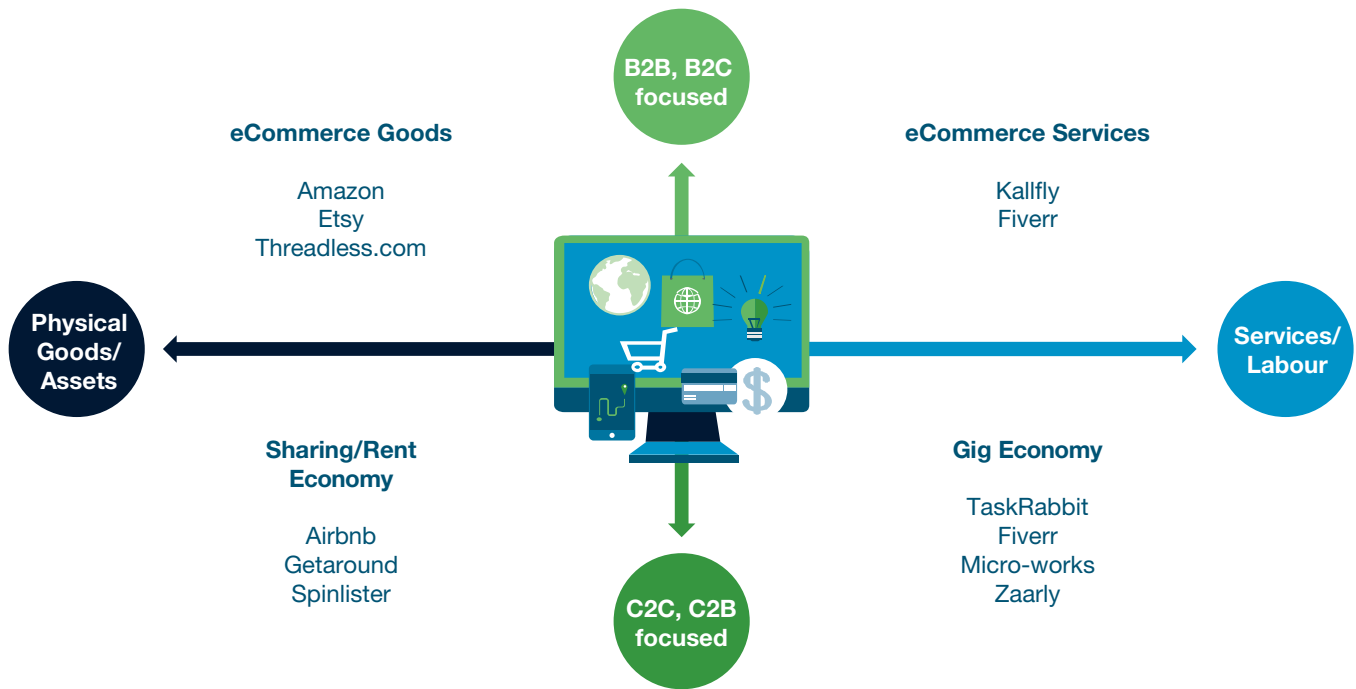 B2B, B2C
focused
eCommerce Goods
Amazon
Etsy
Threadless.com
eCommerce Services
Kallfly
Fiverr
Physical
Goods/
Assets
$
Services/
Labour
Sharing/Rent
Economy
Airbnb
Getaround
Spinlister
Gig Economy
TaskRabbit
Fiverr
Micro-works
Zaarly
C2C, C2B
focused